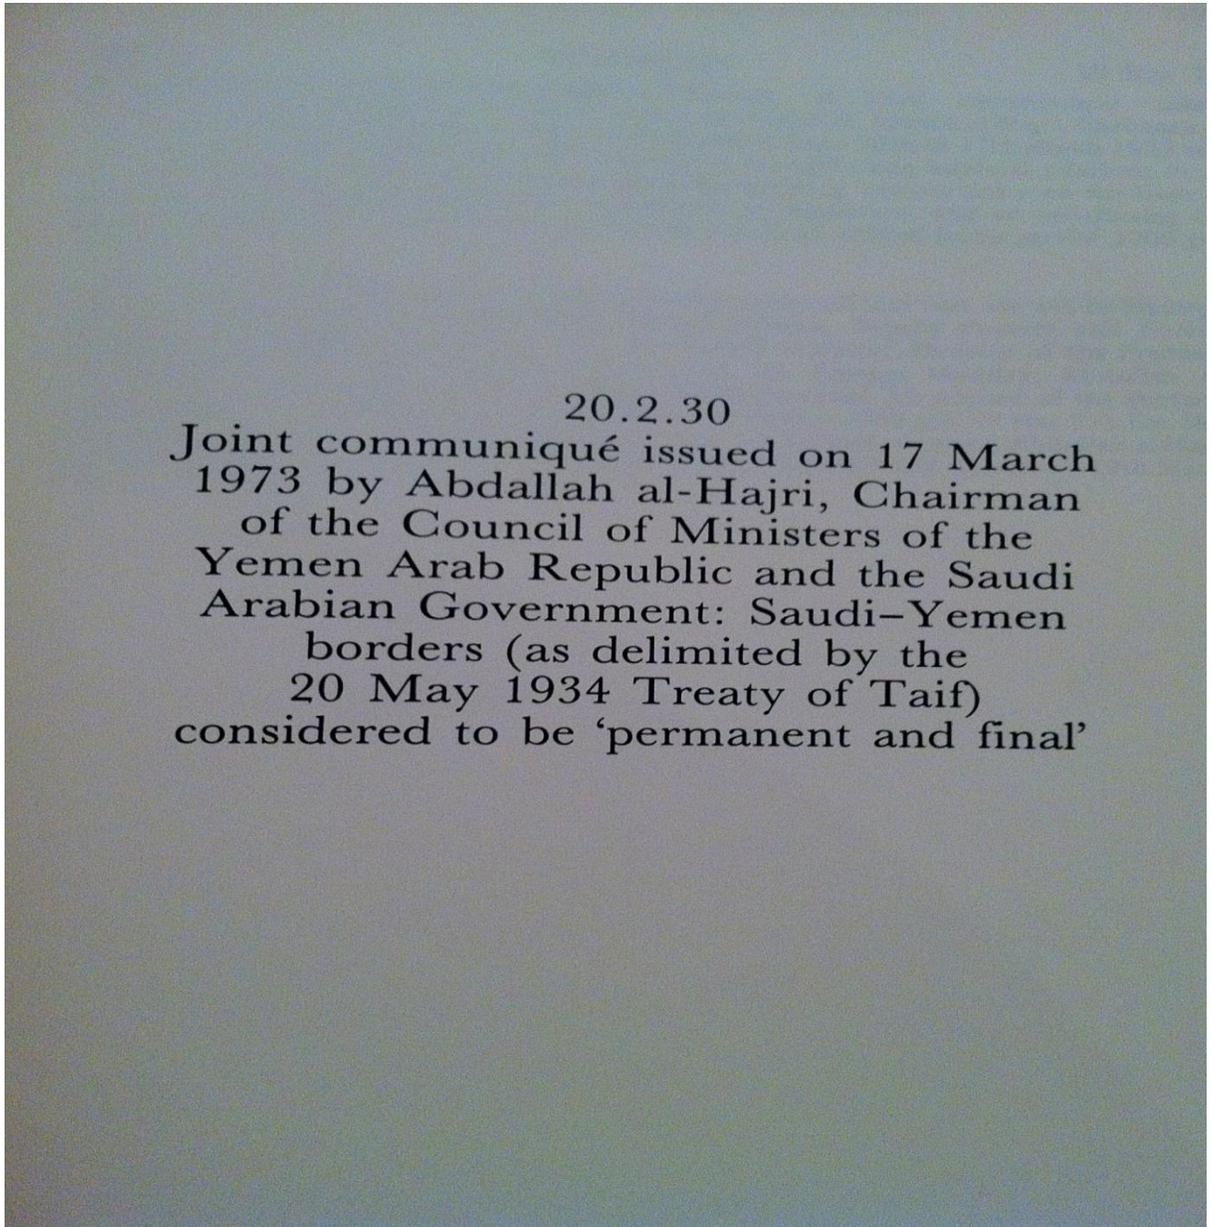 20.2.30
Joint communiqué issued on 17 March
1973 by Abdallah al-Hajri, Chairman
of the Council of Ministers of the
Yemen Arab Republic and the Saudi
Arabian Government: Saudi–Yemen
borders (as delimited by the
20 May 1934 Treaty of Taif)
considered to be ‘permanent and final’